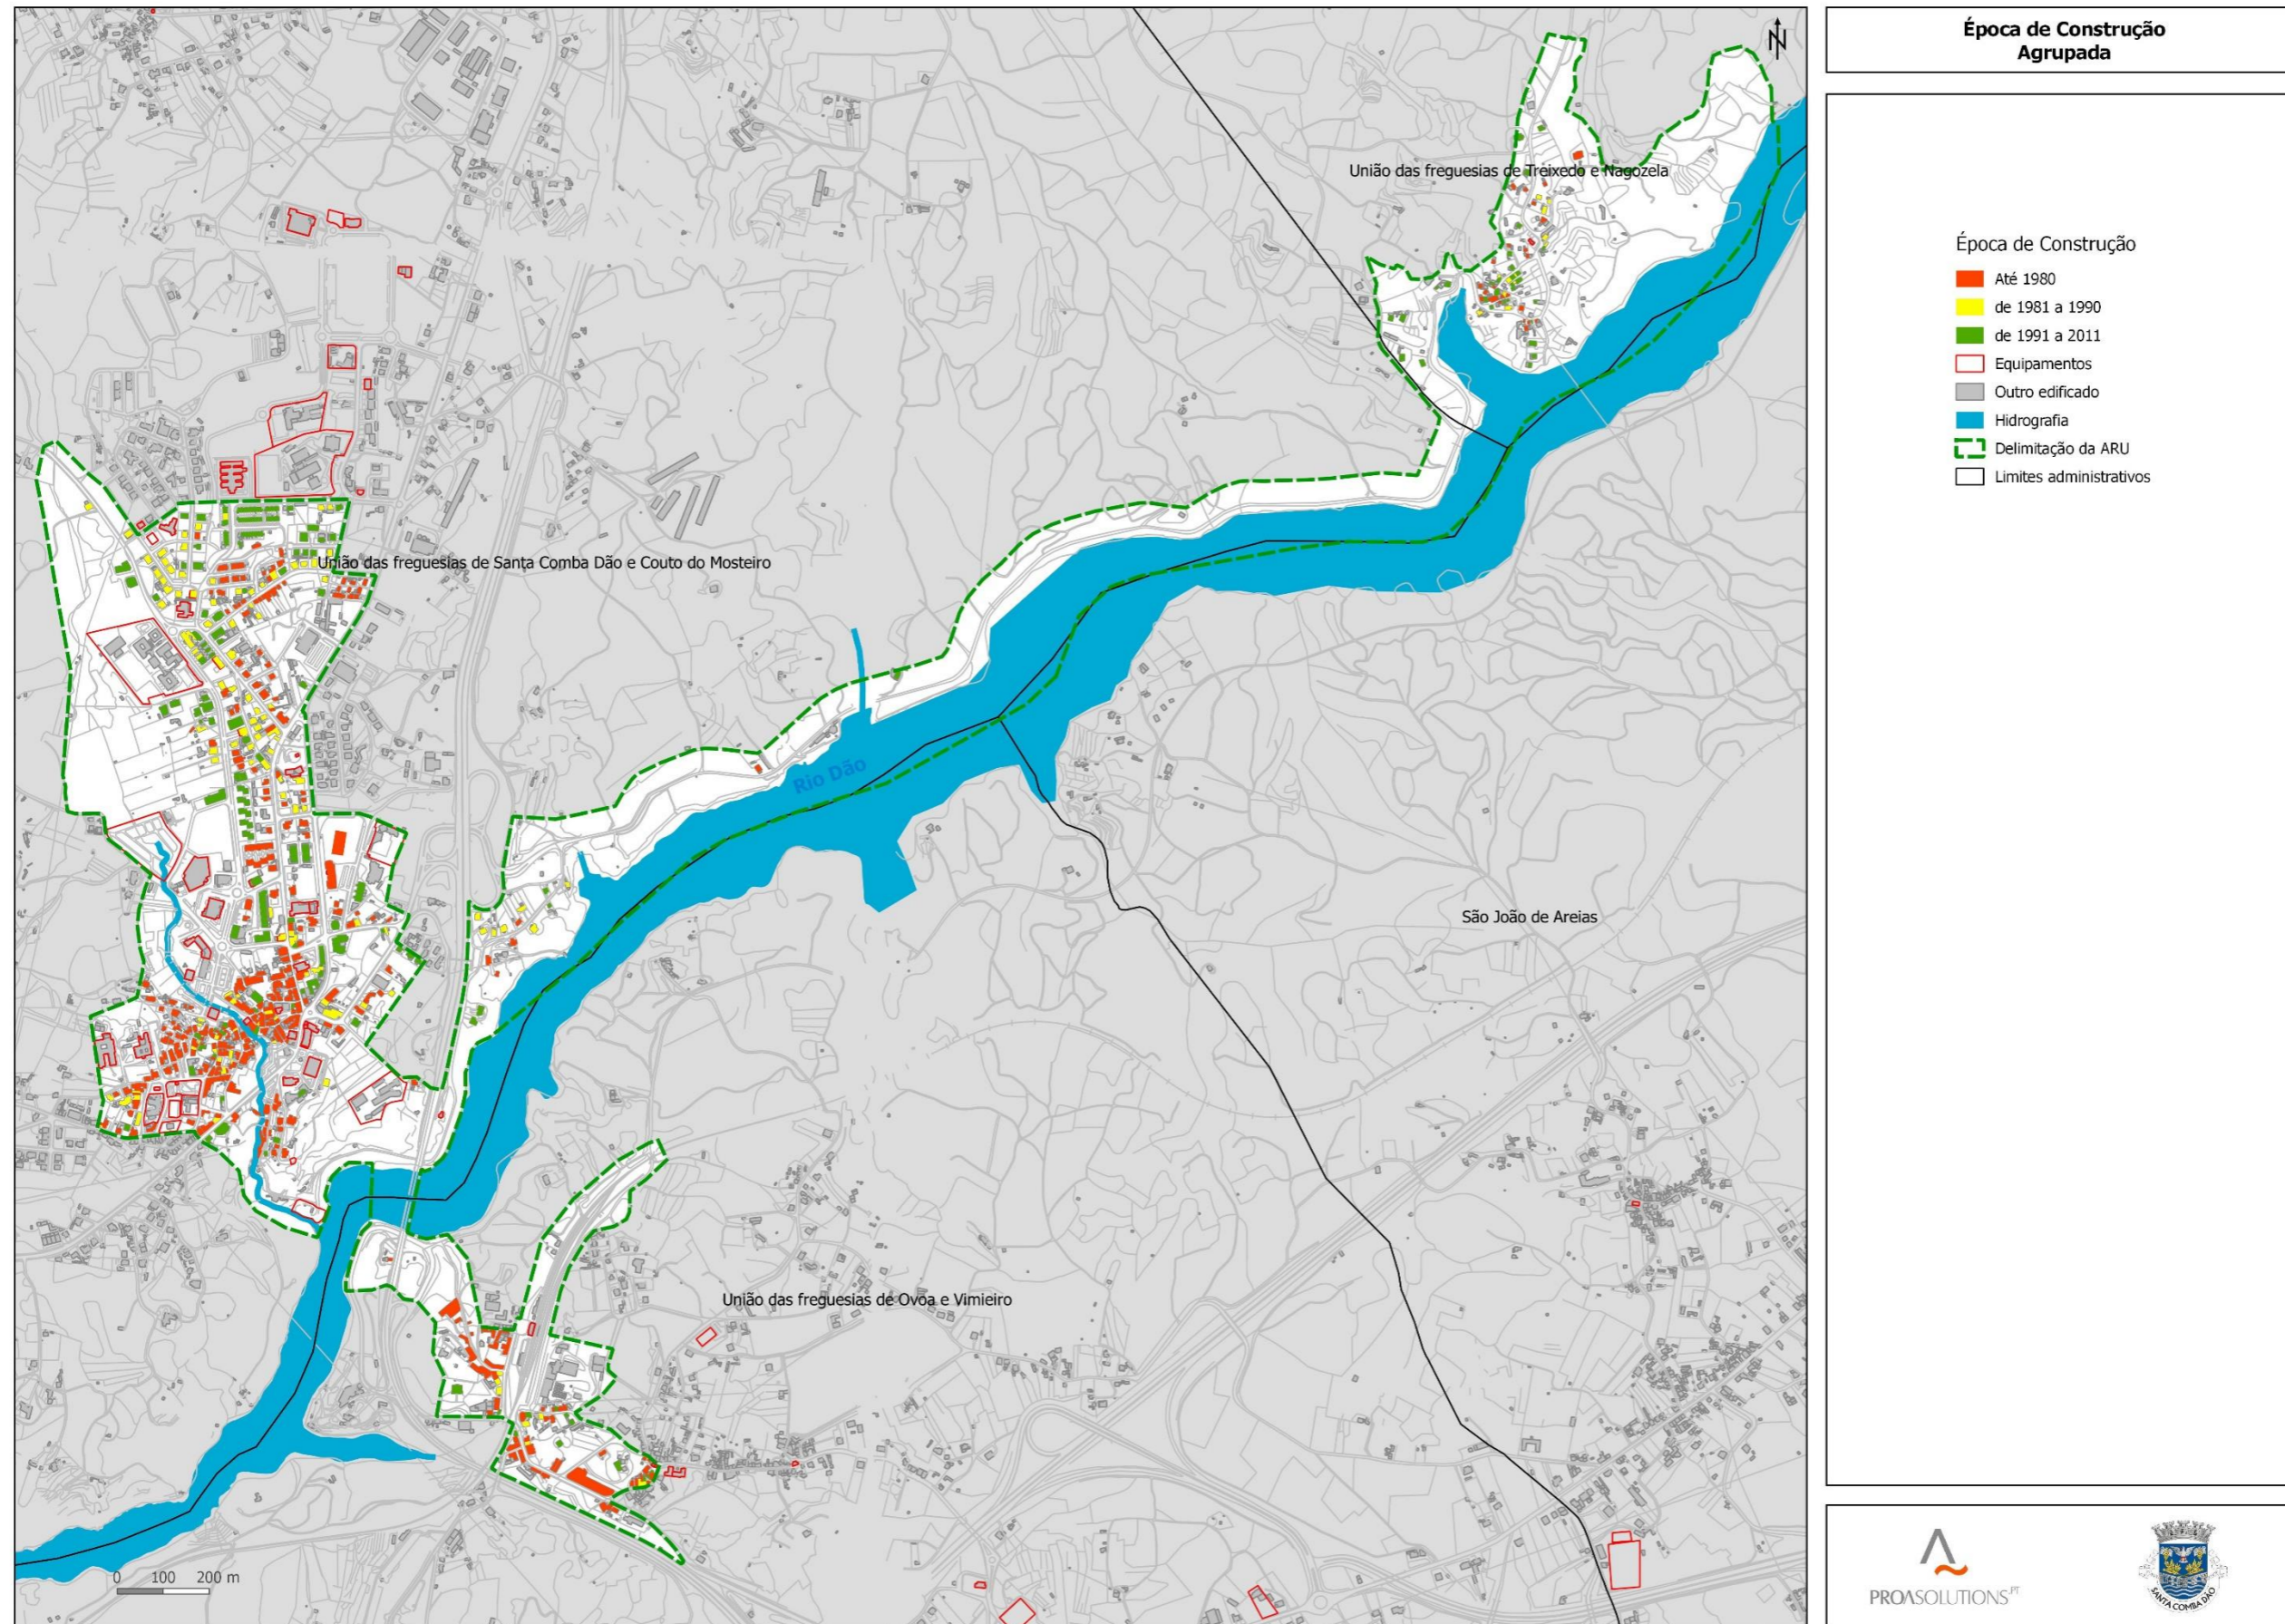 Época de Construção
Agrupada
N
União das freguesias de Treixedo e Nagozela
Época de Construção
Até 1980
de 1981 a 1990
de 1991 a 2011
Equipamentos
Outro edificado
Hidrografia
Delimitação da ARU
Limites administrativos
União das freguesias de Santa Comba Dão e Couto do Mosteiro
Rio Dão
São João de Areias
União das freguesias de Ovoa e Vimieiro
0 100 200 m
PROASOLUTIONS.PT
SANTA COMBA DÃO